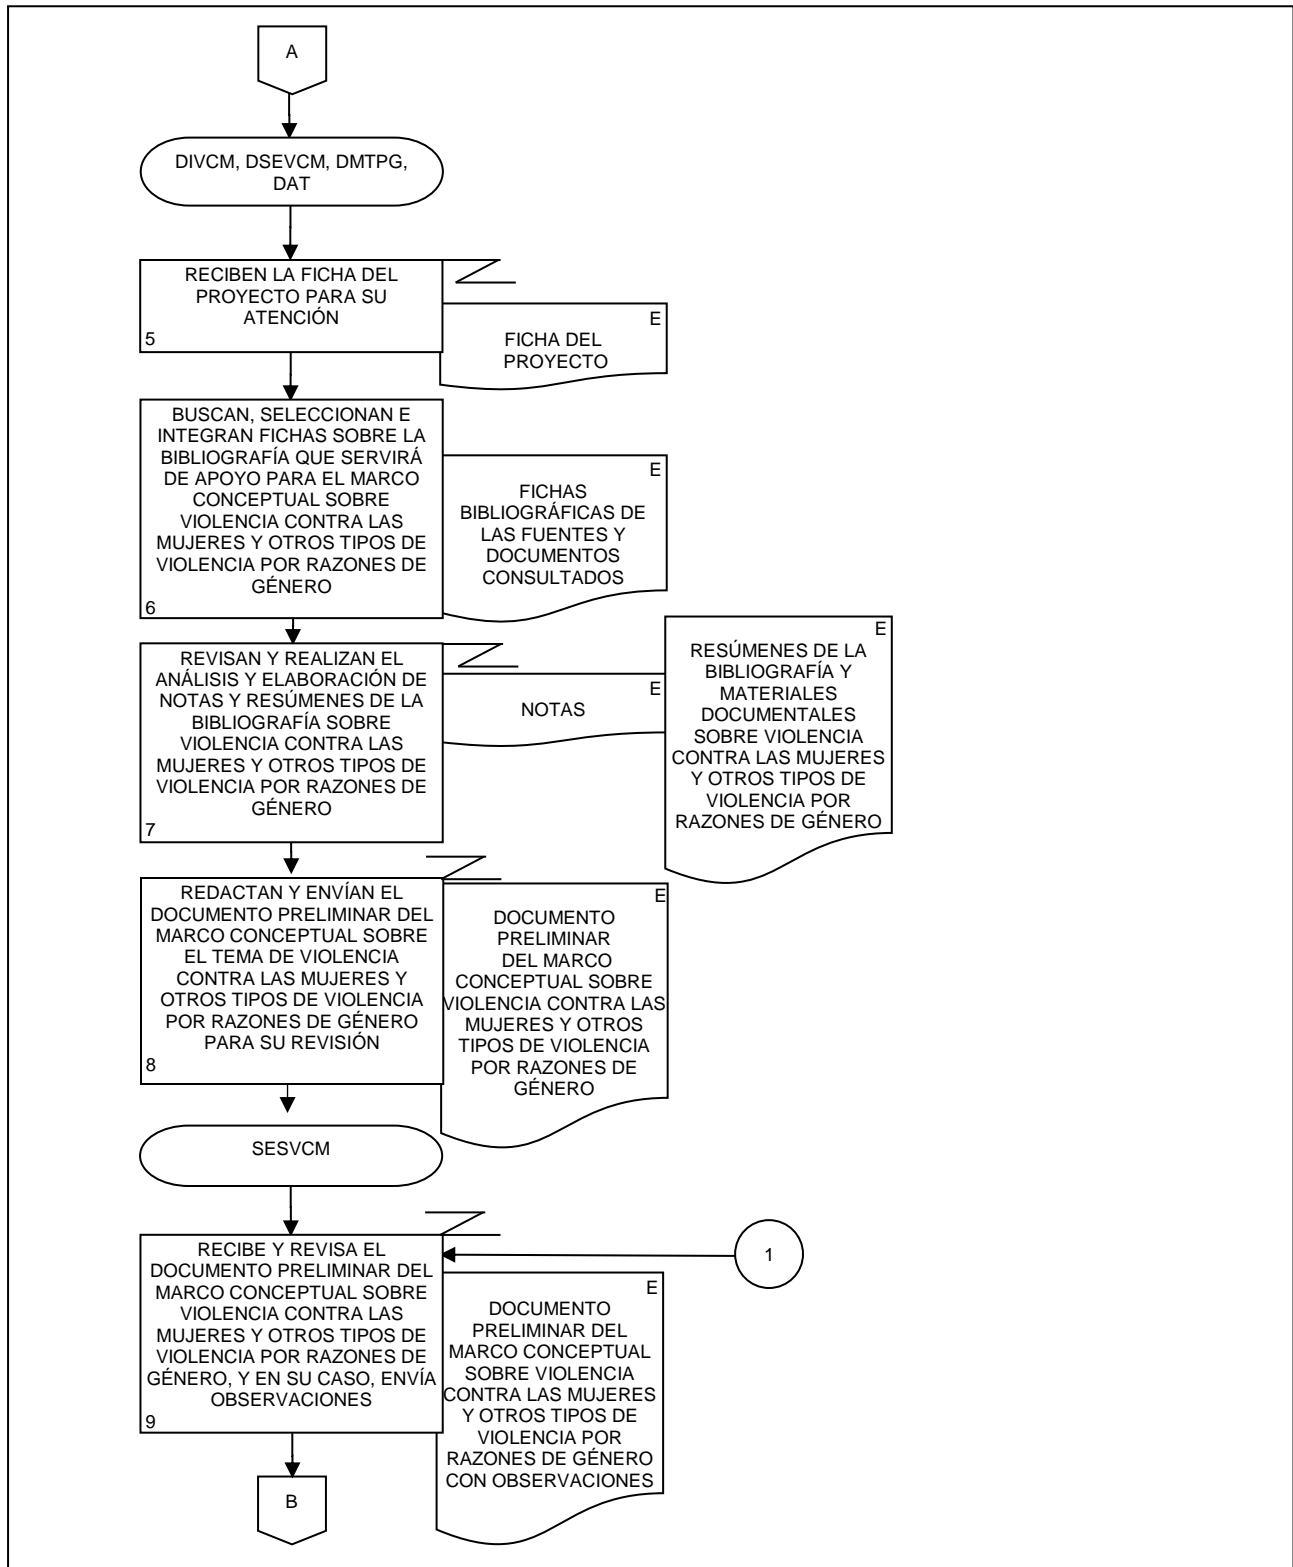 A
DIVCM, DSEVCM, DMTPG,
DAT
RECIBEN LA FICHA DEL
PROYECTO PARA SU
ATENCIÓN
5
E
FICHA DEL
PROYECTO
BUSCAN, SELECCIONAN E
INTEGRAN FICHAS SOBRE LA
BIBLIOGRAFÍA QUE SERVIRÁ
DE APOYO PARA EL MARCO
CONCEPTUAL SOBRE
VIOLENCIA CONTRA LAS
MUJERES Y OTROS TIPOS DE
VIOLENCIA POR RAZONES DE
GÉNERO
6
E
FICHAS
BIBLIOGRÁFICAS DE
LAS FUENTES Y
DOCUMENTOS
CONSULTADOS
REVISAN Y REALIZAN EL
ANÁLISIS Y ELABORACIÓN DE
NOTAS Y RESÚMENES DE LA
BIBLIOGRAFÍA SOBRE
VIOLENCIA CONTRA LAS
MUJERES Y OTROS TIPOS DE
VIOLENCIA POR RAZONES DE
GÉNERO
7
E
NOTAS
E
RESÚMENES DE LA
BIBLIOGRAFÍA Y
MATERIALES
DOCUMENTALES
SOBRE VIOLENCIA
CONTRA LAS MUJERES
Y OTROS TIPOS DE
VIOLENCIA POR
RAZONES DE GÉNERO
REDACTAN Y ENVÍAN EL
DOCUMENTO PRELIMINAR DEL
MARCO CONCEPTUAL SOBRE
EL TEMA DE VIOLENCIA
CONTRA LAS MUJERES Y
OTROS TIPOS DE VIOLENCIA
POR RAZONES DE GÉNERO
PARA SU REVISIÓN
8
E
DOCUMENTO
PRELIMINAR
DEL MARCO
CONCEPTUAL SOBRE
VIOLENCIA CONTRA LAS
MUJERES Y OTROS
TIPOS DE VIOLENCIA
POR RAZONES DE
GÉNERO
SESVCM
RECIBE Y REVISA EL
DOCUMENTO PRELIMINAR DEL
MARCO CONCEPTUAL SOBRE
VIOLENCIA CONTRA LAS
MUJERES Y OTROS TIPOS DE
VIOLENCIA POR RAZONES DE
GÉNERO, Y EN SU CASO, ENVÍA
OBSERVACIONES
9
1
E
DOCUMENTO
PRELIMINAR DEL
MARCO CONCEPTUAL
SOBRE VIOLENCIA
CONTRA LAS MUJERES
Y OTROS TIPOS DE
VIOLENCIA POR
RAZONES DE GÉNERO
CON OBSERVACIONES
B